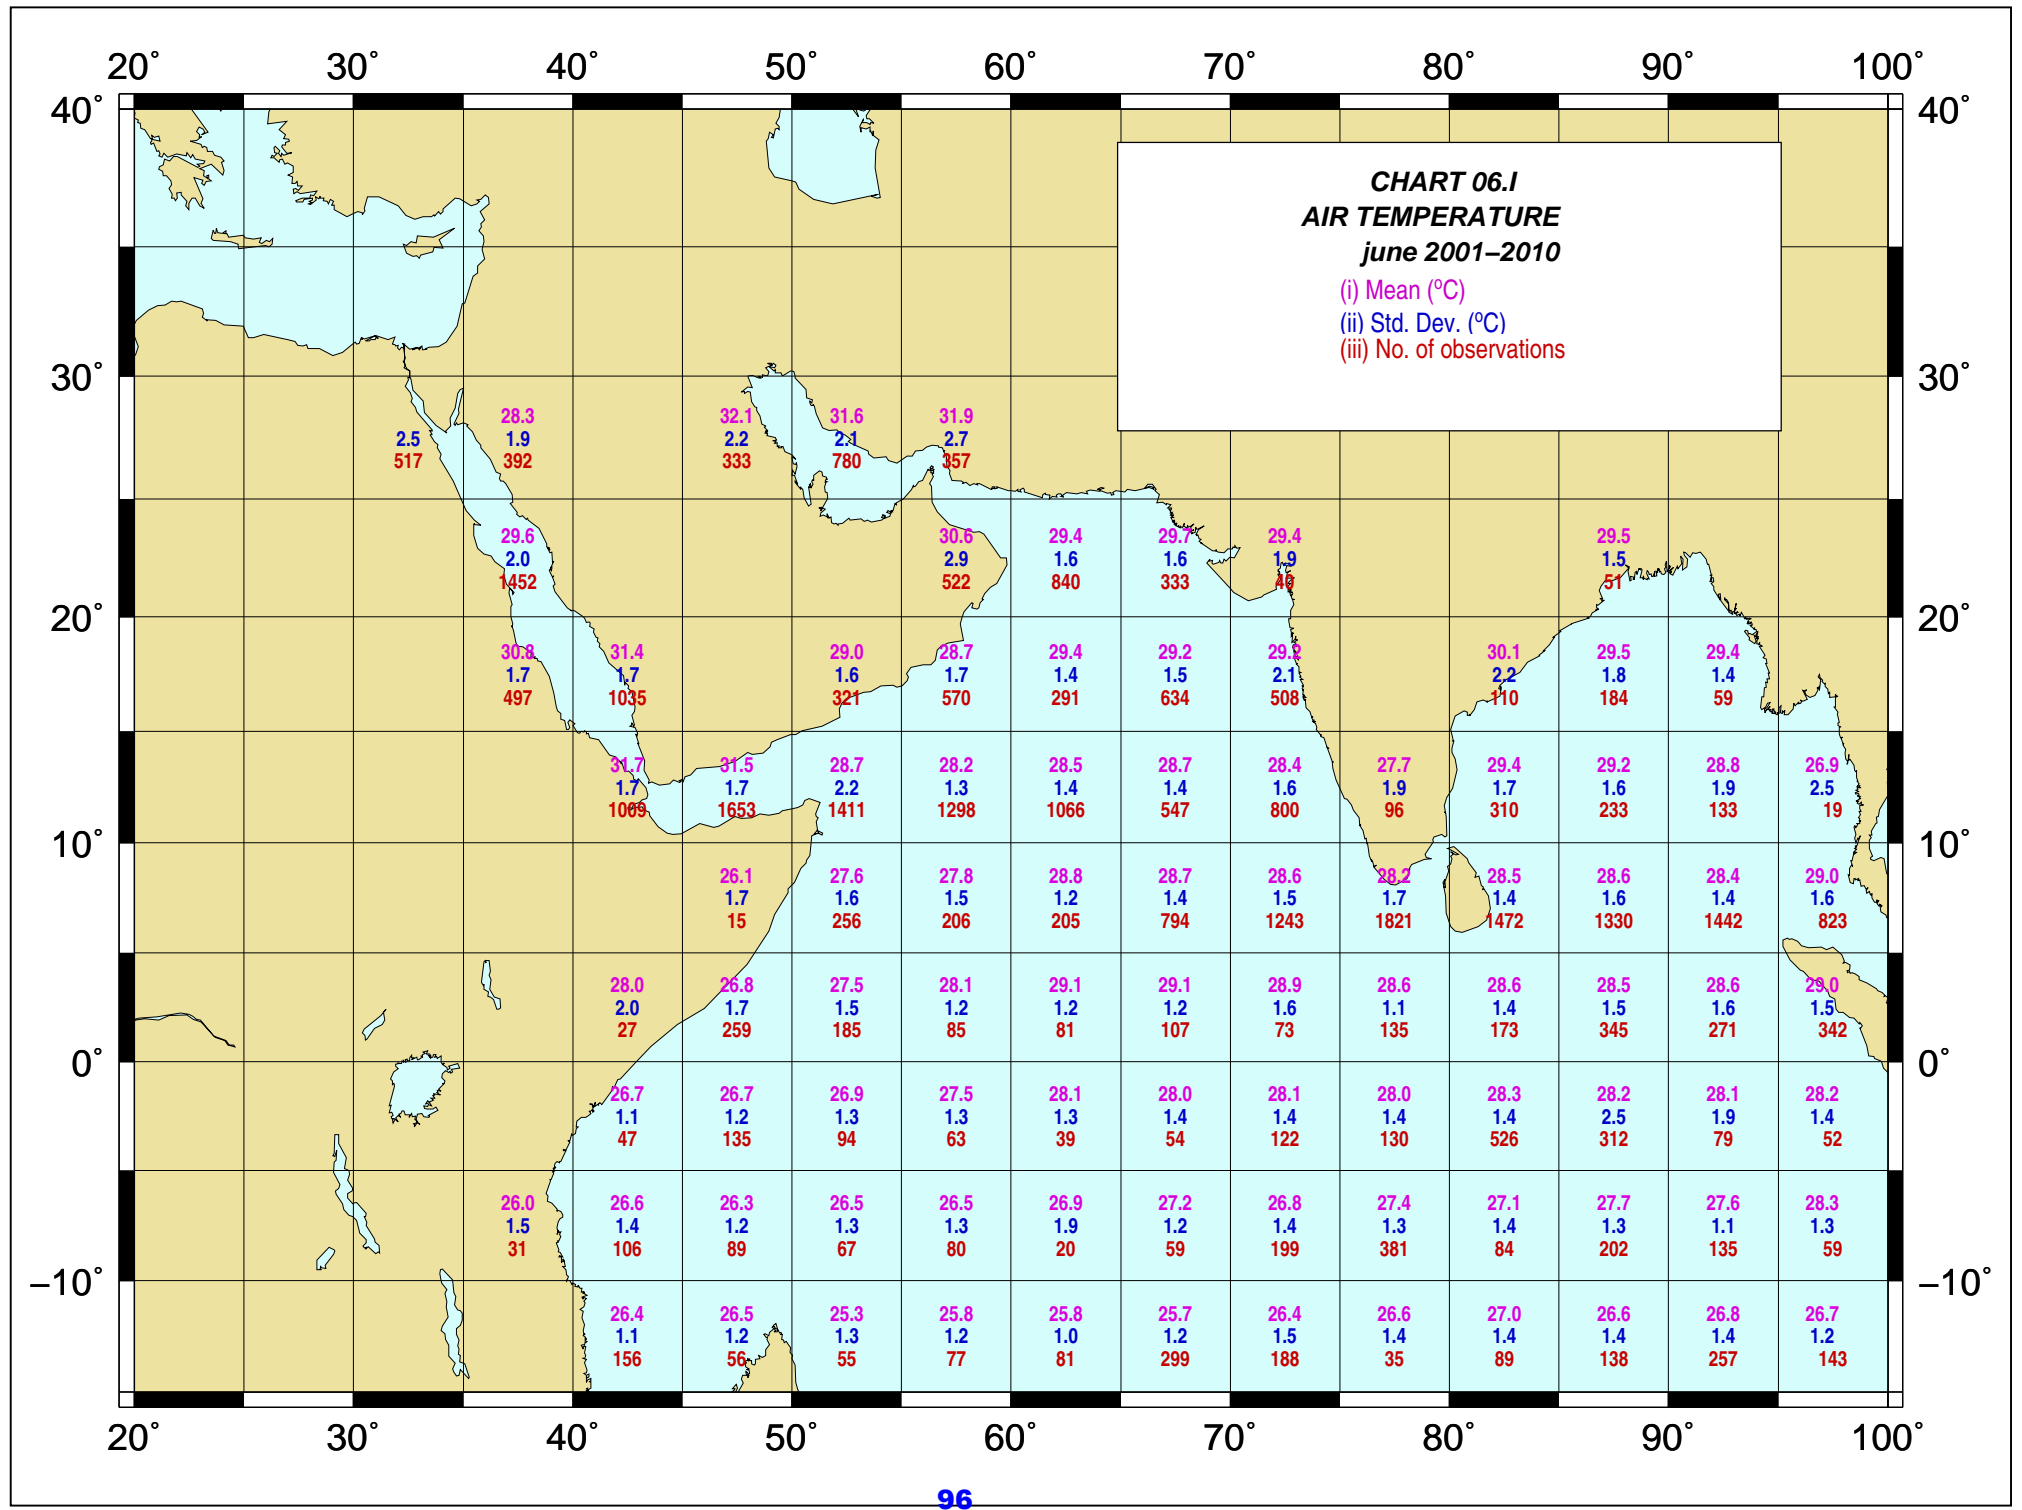 20° 30° 40° 50° 60° 70° 80° 90° 100°
40° 40°
CHART 06.I
AIR TEMPERATURE
june 2001–2010
(i) Mean (°C)
(ii) Std. Dev. (°C)
(iii) No. of observations
30° 30°
28.3 32.1 31.6 31.9
2.5 1.9 2.2 2.1 2.7
517 392 333 780 357
29.6 30.6 29.4 29.7 29.4 29.5
2.0 2.9 1.6 1.6 1.9 1.5
1452 522 840 333 40 51
20° 20°
30.8 31.4 29.0 28.7 29.4 29.2 29.2 30.1 29.5 29.4
1.7 1.7 1.6 1.7 1.4 1.5 2.1 2.2 1.8 1.4
497 1035 321 570 291 634 508 110 184 59
31.7 31.5 28.7 28.2 28.5 28.7 28.4 27.7 29.4 29.2 28.8 26.9
1.7 1.7 2.2 1.3 1.4 1.4 1.6 1.9 1.7 1.6 1.9 2.5
1009 1653 1411 1298 1066 547 800 96 310 233 133 19
10° 10°
26.1 27.6 27.8 28.8 28.7 28.6 28.2 28.5 28.6 28.4 29.0
1.7 1.6 1.5 1.2 1.4 1.5 1.7 1.4 1.6 1.4 1.6
15 256 206 205 794 1243 1821 1472 1330 1442 823
28.0 26.8 27.5 28.1 29.1 29.1 28.9 28.6 28.6 28.5 28.6 29.0
2.0 1.7 1.5 1.2 1.2 1.2 1.6 1.1 1.4 1.5 1.6 1.5
27 259 185 85 81 107 73 135 173 345 271 342
0° 0°
26.7 26.7 26.9 27.5 28.1 28.0 28.1 28.0 28.3 28.2 28.1 28.2
1.1 1.2 1.3 1.3 1.3 1.4 1.4 1.4 1.4 2.5 1.9 1.4
47 135 94 63 39 54 122 130 526 312 79 52
26.0 26.6 26.3 26.5 26.5 26.9 27.2 26.8 27.4 27.1 27.7 27.6 28.3
1.5 1.4 1.2 1.3 1.3 1.9 1.2 1.4 1.3 1.4 1.3 1.1 1.3
31 106 89 67 80 20 59 199 381 84 202 135 59
–10° –10°
26.4 26.5 25.3 25.8 25.8 25.7 26.4 26.6 27.0 26.6 26.8 26.7
1.1 1.2 1.3 1.2 1.0 1.2 1.5 1.4 1.4 1.4 1.4 1.2
156 56 55 77 81 299 188 35 89 138 257 143
20° 30° 40° 50° 60° 70° 80° 90° 100°
96